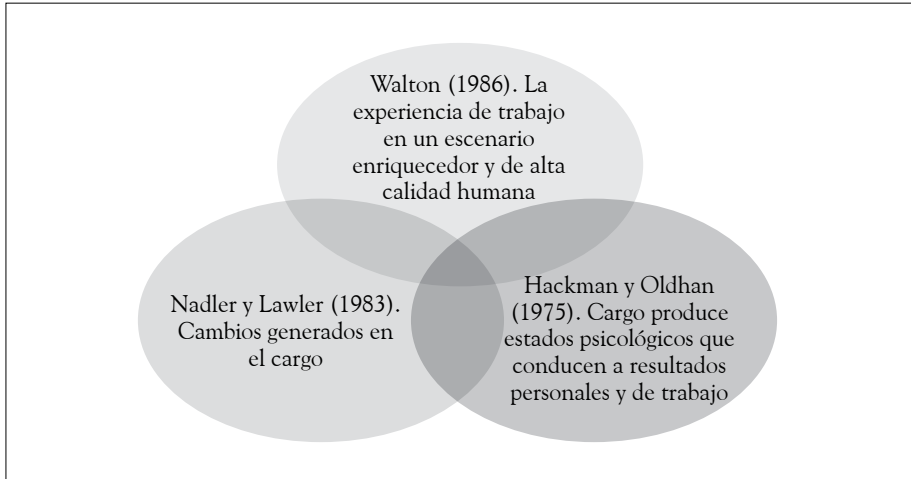 Walton (1986). La
experiencia de trabajo
en un escenario
enriquecedor y de alta
calidad humana
Nadler y Lawler (1983).
Cambios generados en
el cargo
Hackman y Oldhan
(1975). Cargo produce
estados psicológicos que
conducen a resultados
personales y de trabajo